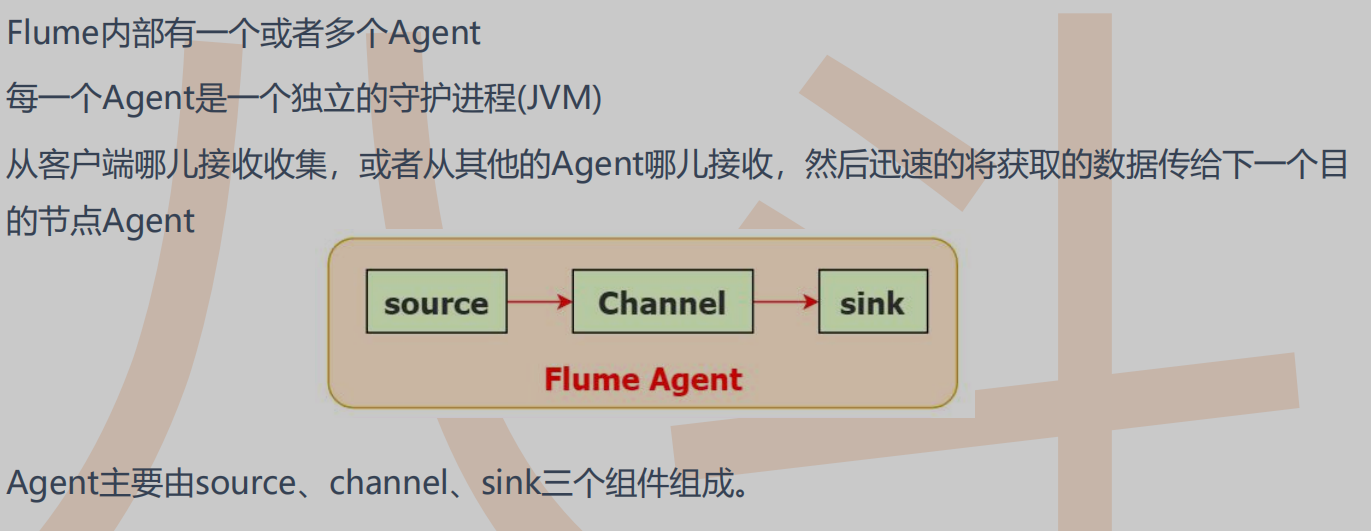 Flume内部有一个或者多个Agent
每一个Agent是一个独立的守护进程(JVM)
从客户端哪儿接收收集，或者从其他的Agent哪儿接收，然后迅速的将获取的数据传给下一个目
的节点Agent
source
Channel
sink
Flume Agent
Agent主要由source、channel、sink三个组件组成。
八斗